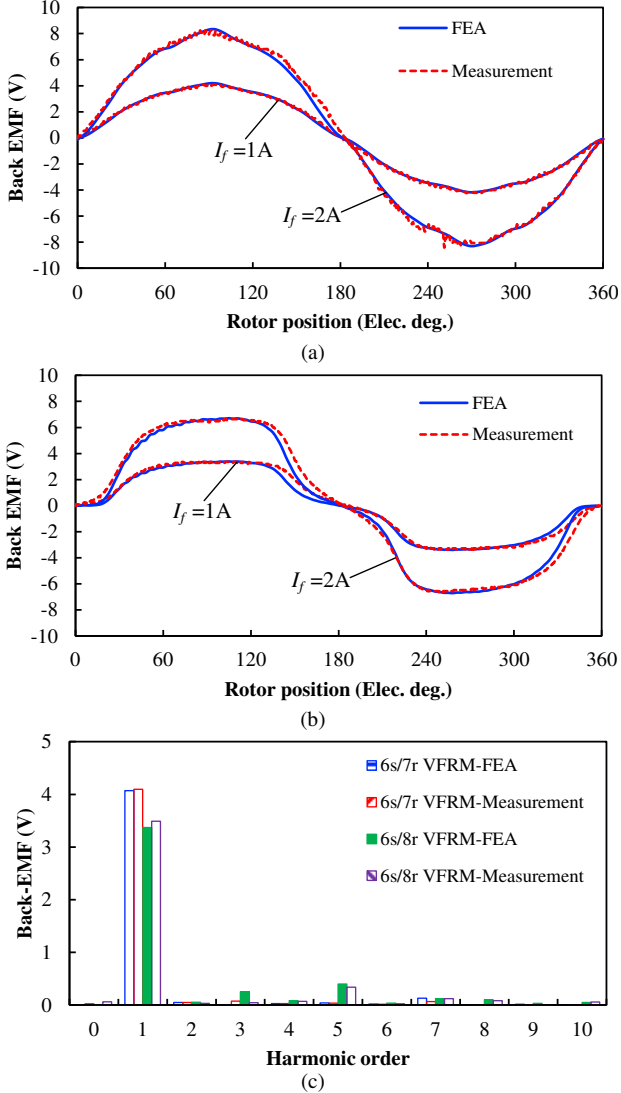 10
8
6
4
2
0
-2
-4
-6
-8
-10
Back EMF (V)
FEA
Measurement
I_f =1A
I_f =2A
0 60 120 180 240 300 360
Rotor position (Elec. deg.)
(a)
10
8
6
4
2
0
-2
-4
-6
-8
-10
Back EMF (V)
FEA
Measurement
I_f =1A
I_f =2A
0 60 120 180 240 300 360
Rotor position (Elec. deg.)
(b)
5
4
3
2
1
0
Back-EMF (V)
6s/7r VFRM-FEA
6s/7r VFRM-Measurement
6s/8r VFRM-FEA
6s/8r VFRM-Measurement
0 1 2 3 4 5 6 7 8 9 10
Harmonic order
(c)